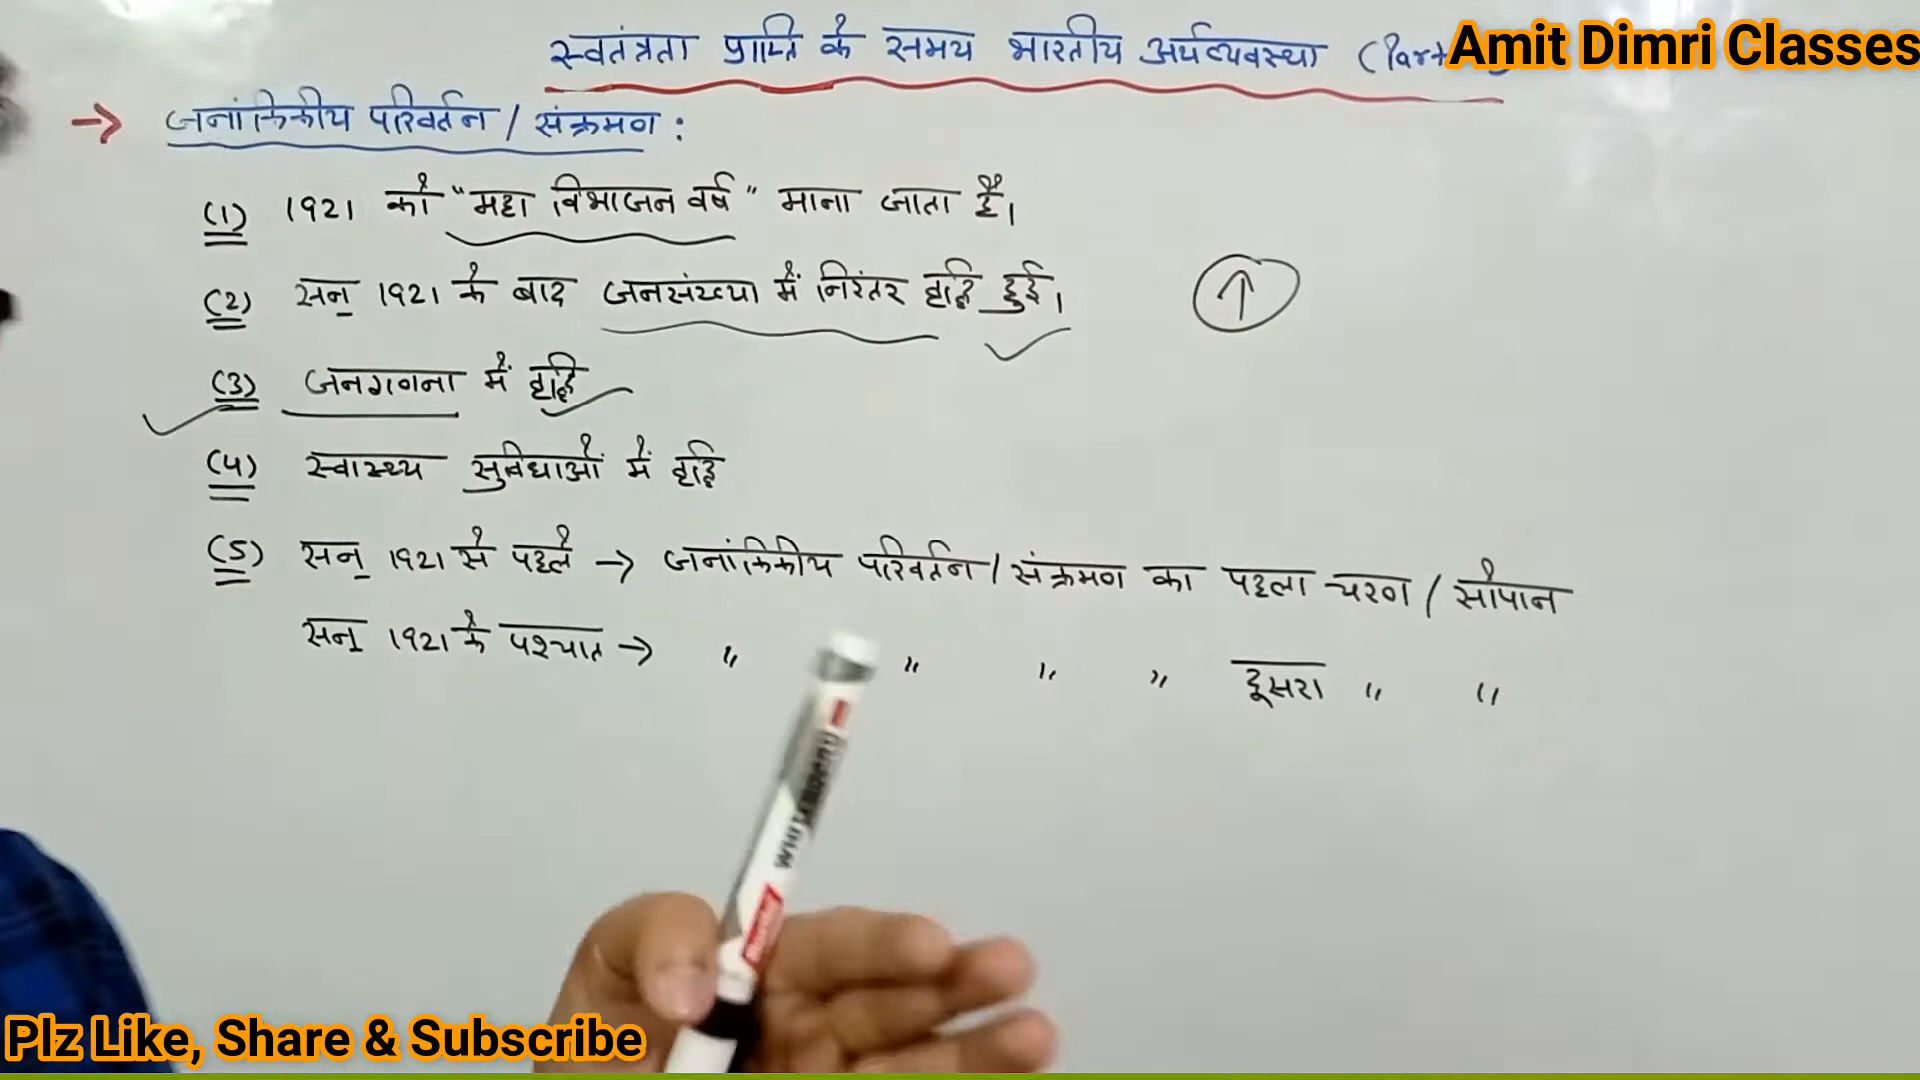 स्वतंत्रता प्राप्ति के समय भारतीय अर्थव्यवस्था (Part
Amit Dimri Classes
→ जनांकिकीय परिवर्तन / संक्रमण :
(1) 1921 को "महा विभाजन वर्ष" माना जाता है।
(2) सन् 1921 के बाद जनसंख्या में निरंतर वृद्धि हुई। ↑
(3) जनगणना में वृद्धि
(4) स्वास्थ्य सुविधाओं में वृद्धि
(5) सन् 1921 से पहले → जनांकिकीय परिवर्तन / संक्रमण का पहला चरण / सोपान
सन् 1921 के पश्चात → " " " " दूसरा " "
WHITEBOARD
Plz Like, Share & Subscribe